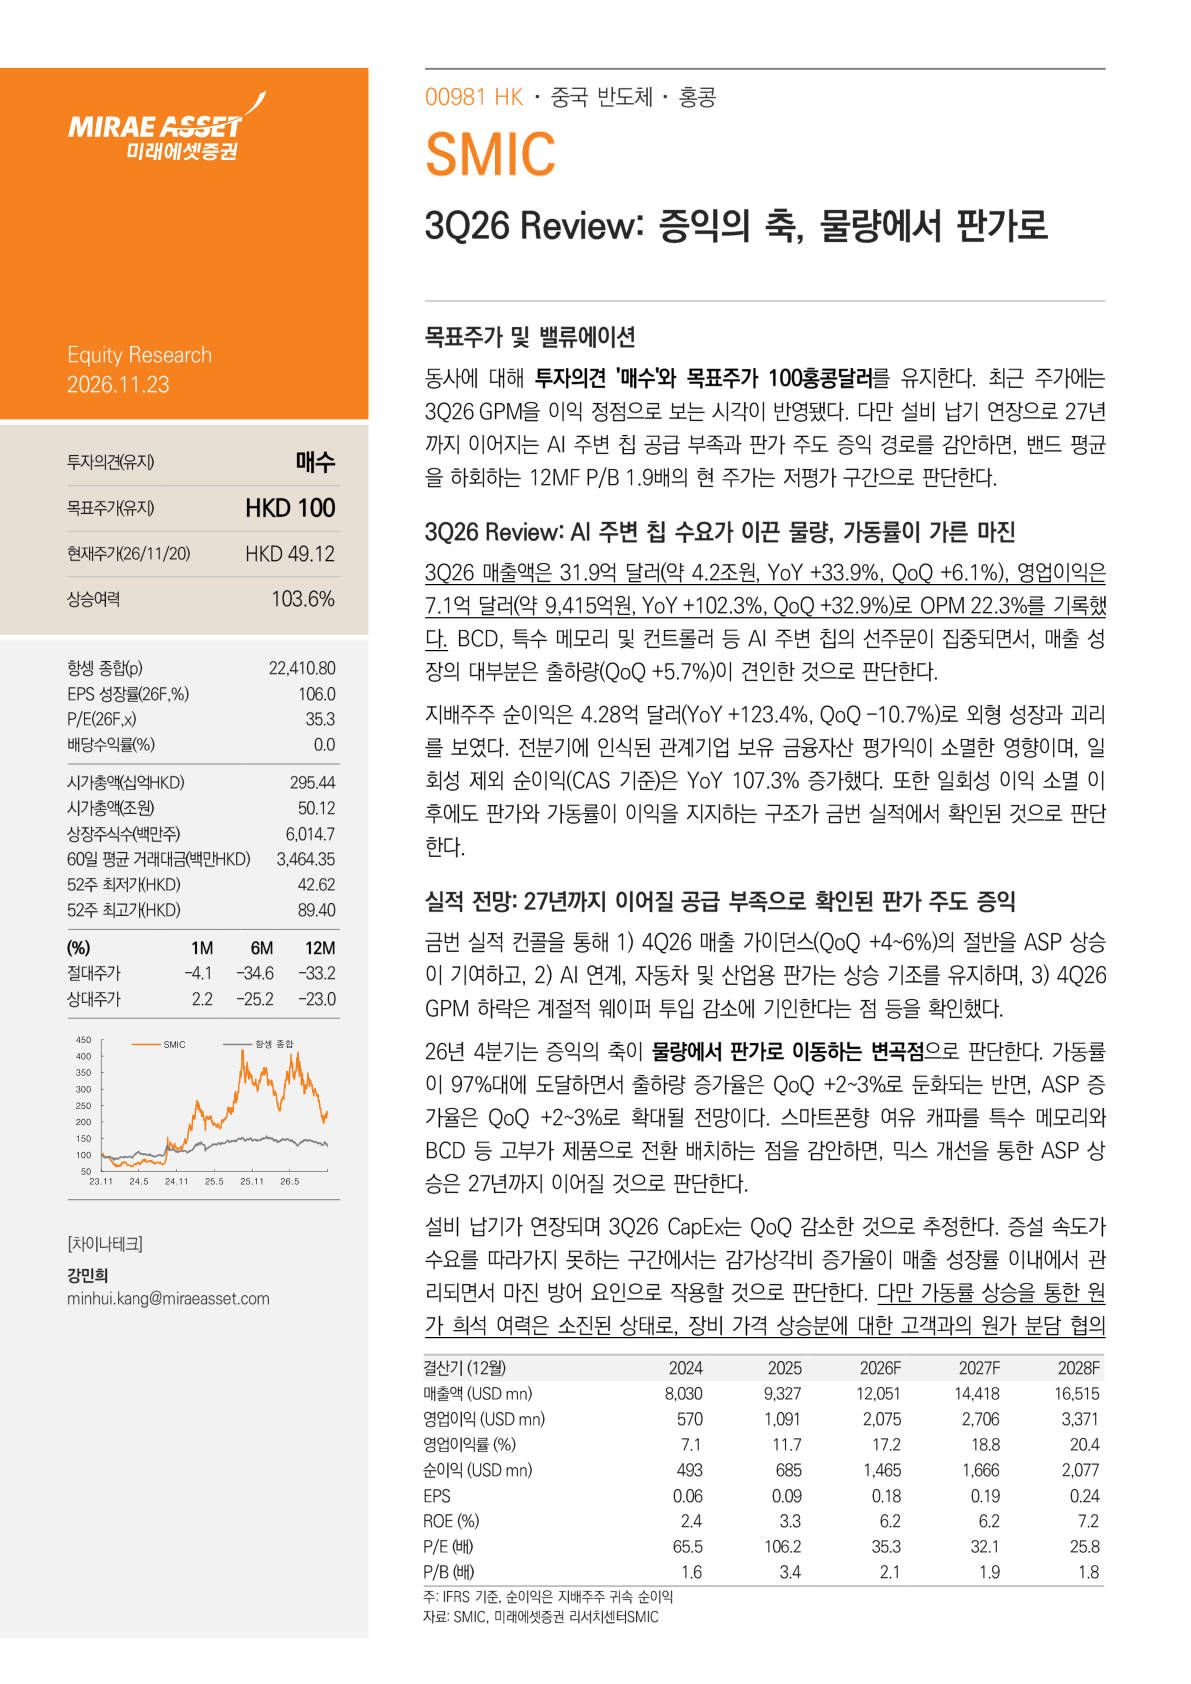 MIRAE ASSET
미래에셋증권
Equity Research
2026.11.23
투자의견(유지) 매수
목표주가(유지) HKD 100
현재주가(26/11/20) HKD 49.12
상승여력 103.6%
항셍 종합(p) 22,410.80
EPS 성장률(26F,%) 106.0
P/E(26F,x) 35.3
배당수익률(%) 0.0
시가총액(십억HKD) 295.44
시가총액(조원) 50.12
상장주식수(백만주) 6,014.7
60일 평균 거래대금(백만HKD) 3,464.35
52주 최저가(HKD) 42.62
52주 최고가(HKD) 89.40
(%) 1M 6M 12M
절대주가 -4.1 -34.6 -33.2
상대주가 2.2 -25.2 -23.0
SMIC 항셍 종합
450
400
350
300
250
200
150
100
50
23.11 24.5 24.11 25.5 25.11 26.5
[차이나테크]
강민희
minhui.kang@miraeasset.com
00981 HK · 중국 반도체 · 홍콩
SMIC
3Q26 Review: 증익의 축, 물량에서 판가로
목표주가 및 밸류에이션
동사에 대해 투자의견 '매수'와 목표주가 100홍콩달러를 유지한다. 최근 주가에는
3Q26 GPM을 이익 정점으로 보는 시각이 반영됐다. 다만 설비 납기 연장으로 27년
까지 이어지는 AI 주변 칩 공급 부족과 판가 주도 증익 경로를 감안하면, 밴드 평균
을 하회하는 12MF P/B 1.9배의 현 주가는 저평가 구간으로 판단한다.
3Q26 Review: AI 주변 칩 수요가 이끈 물량, 가동률이 가른 마진
3Q26 매출액은 31.9억 달러(약 4.2조원, YoY +33.9%, QoQ +6.1%), 영업이익은
7.1억 달러(약 9,415억원, YoY +102.3%, QoQ +32.9%)로 OPM 22.3%를 기록했
다. BCD, 특수 메모리 및 컨트롤러 등 AI 주변 칩의 선주문이 집중되면서, 매출 성
장의 대부분은 출하량(QoQ +5.7%)이 견인한 것으로 판단한다.
지배주주 순이익은 4.28억 달러(YoY +123.4%, QoQ -10.7%)로 외형 성장과 괴리
를 보였다. 전분기에 인식된 관계기업 보유 금융자산 평가익이 소멸한 영향이며, 일
회성 제외 순이익(CAS 기준)은 YoY 107.3% 증가했다. 또한 일회성 이익 소멸 이
후에도 판가와 가동률이 이익을 지지하는 구조가 금번 실적에서 확인된 것으로 판단
한다.
실적 전망: 27년까지 이어질 공급 부족으로 확인된 판가 주도 증익
금번 실적 컨콜을 통해 1) 4Q26 매출 가이던스(QoQ +4~6%)의 절반을 ASP 상승
이 기여하고, 2) AI 연계, 자동차 및 산업용 판가는 상승 기조를 유지하며, 3) 4Q26
GPM 하락은 계절적 웨이퍼 투입 감소에 기인한다는 점 등을 확인했다.
26년 4분기는 증익의 축이 물량에서 판가로 이동하는 변곡점으로 판단한다. 가동률
이 97%대에 도달하면서 출하량 증가율은 QoQ +2~3%로 둔화되는 반면, ASP 증
가율은 QoQ +2~3%로 확대될 전망이다. 스마트폰향 여유 캐파를 특수 메모리와
BCD 등 고부가 제품으로 전환 배치하는 점을 감안하면, 믹스 개선을 통한 ASP 상
승은 27년까지 이어질 것으로 판단한다.
설비 납기가 연장되며 3Q26 CapEx는 QoQ 감소한 것으로 추정한다. 증설 속도가
수요를 따라가지 못하는 구간에서는 감가상각비 증가율이 매출 성장률 이내에서 관
리되면서 마진 방어 요인으로 작용할 것으로 판단한다. 다만 가동률 상승을 통한 원
가 희석 여력은 소진된 상태로, 장비 가격 상승분에 대한 고객과의 원가 분담 협의
결산기 (12월) 2024 2025 2026F 2027F 2028F
매출액 (USD mn) 8,030 9,327 12,051 14,418 16,515
영업이익 (USD mn) 570 1,091 2,075 2,706 3,371
영업이익률 (%) 7.1 11.7 17.2 18.8 20.4
순이익 (USD mn) 493 685 1,465 1,666 2,077
EPS 0.06 0.09 0.18 0.19 0.24
ROE (%) 2.4 3.3 6.2 6.2 7.2
P/E (배) 65.5 106.2 35.3 32.1 25.8
P/B (배) 1.6 3.4 2.1 1.9 1.8
주: IFRS 기준, 순이익은 지배주주 귀속 순이익
자료: SMIC, 미래에셋증권 리서치센터SMIC